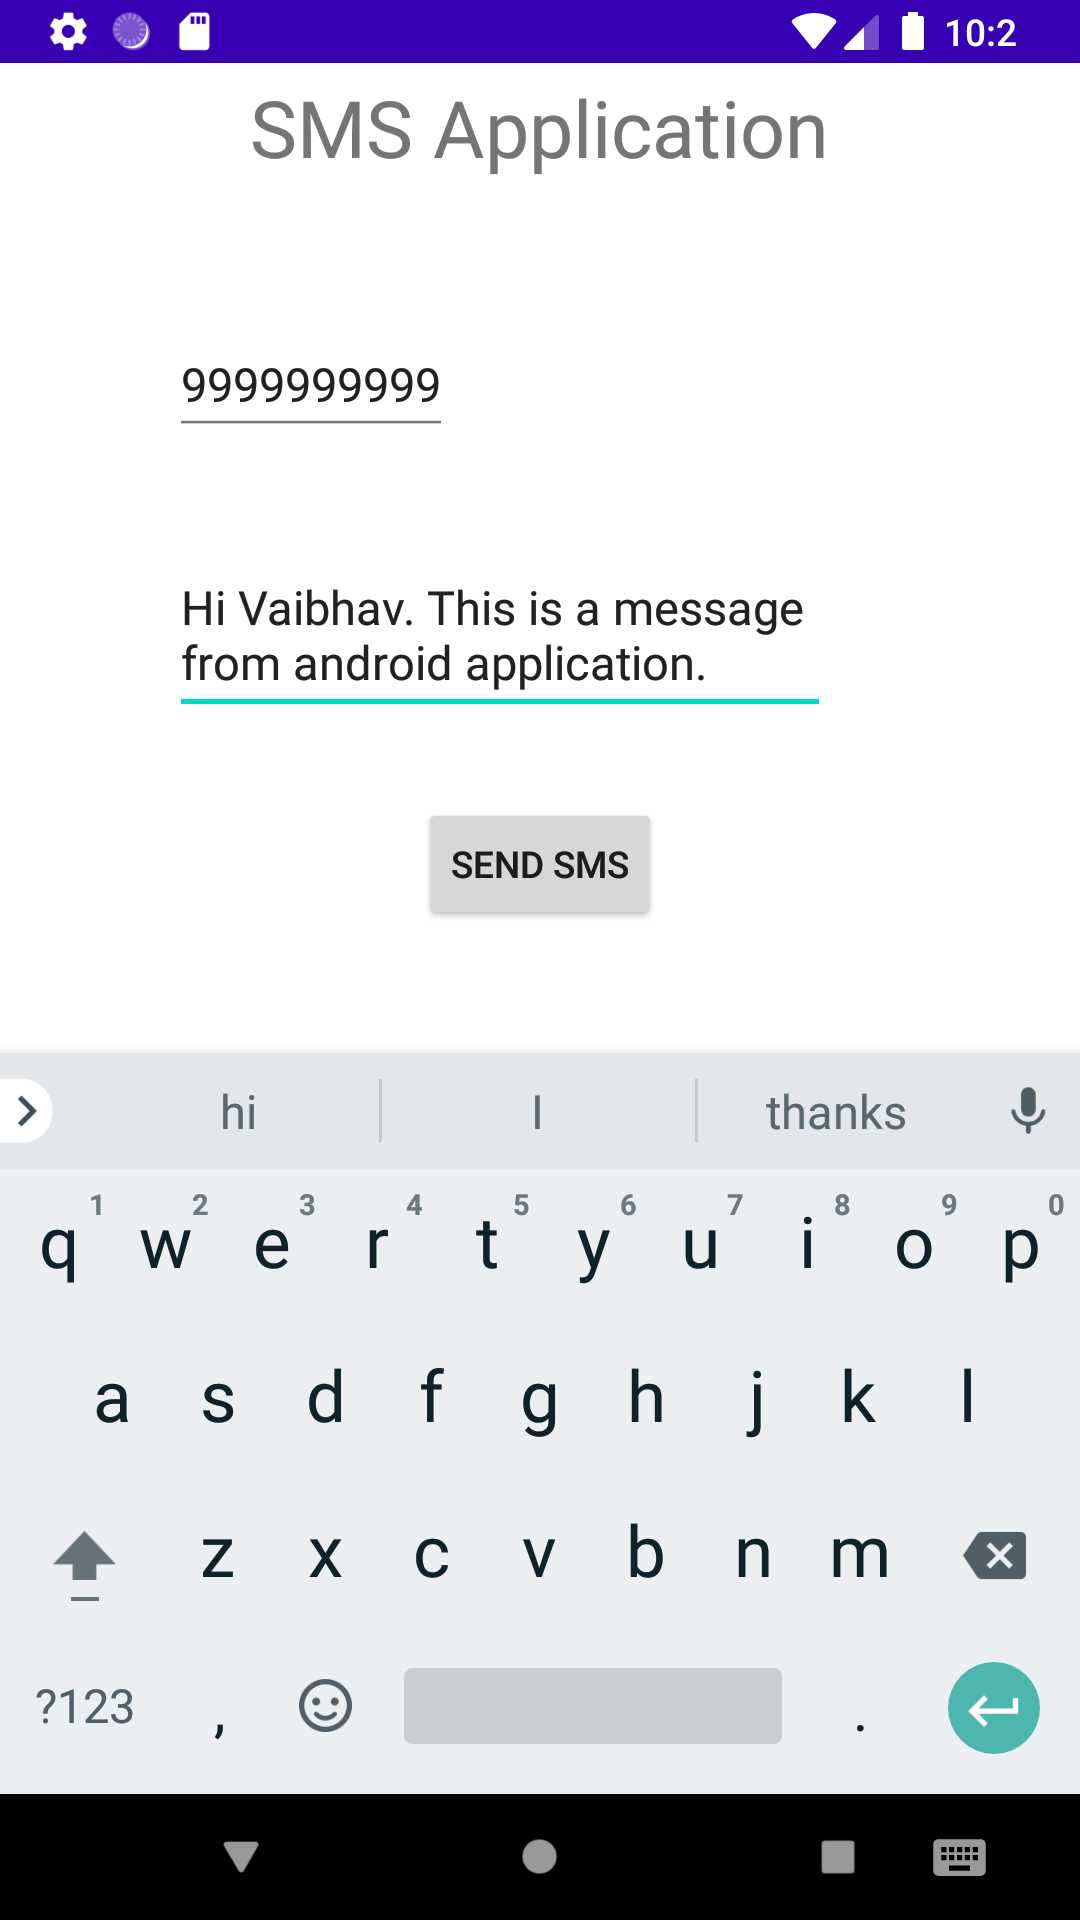 10:2
SMS Application
9999999999
Hi Vaibhav. This is a message
from android application.
SEND SMS
hi I thanks
1 2 3 4 5 6 7 8 9 0
q w e r t y u i o p
a s d f g h j k l
z x c v b n m
?123 , .